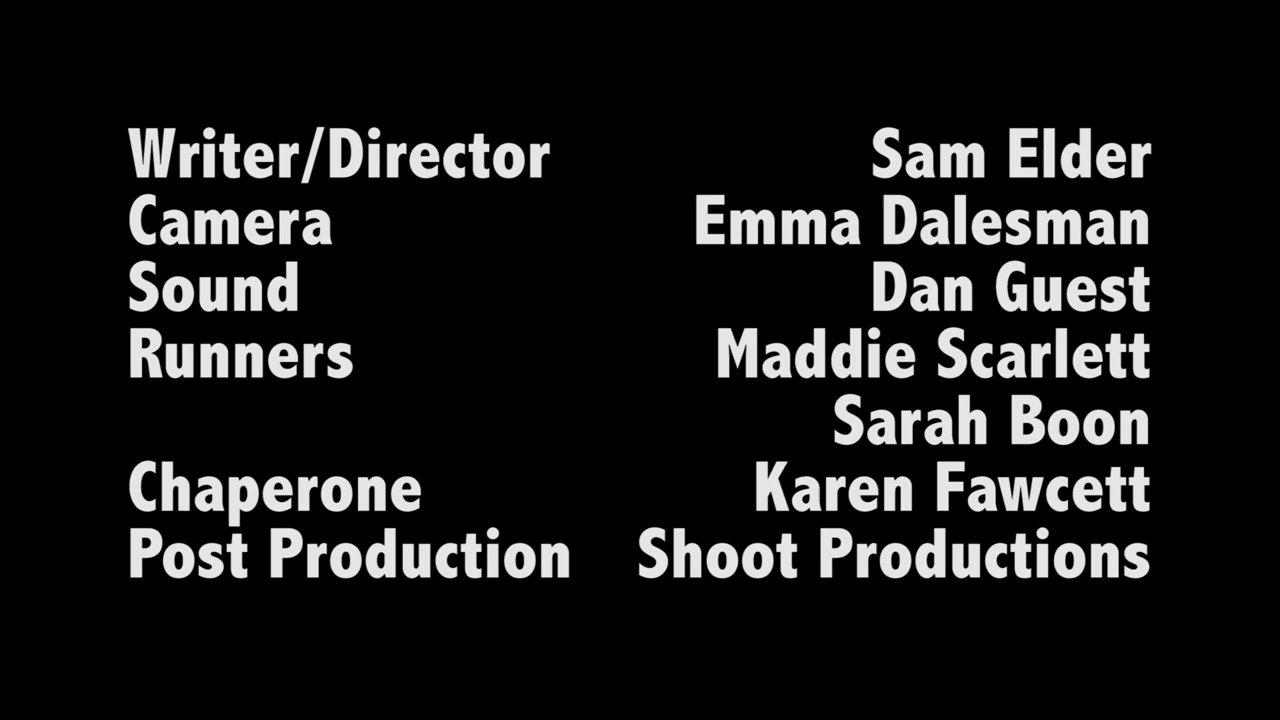 Writer/Director Sam Elder
Camera Emma Dalesman
Sound Dan Guest
Runners Maddie Scarlett
Sarah Boon
Chaperone Karen Fawcett
Post Production Shoot Productions